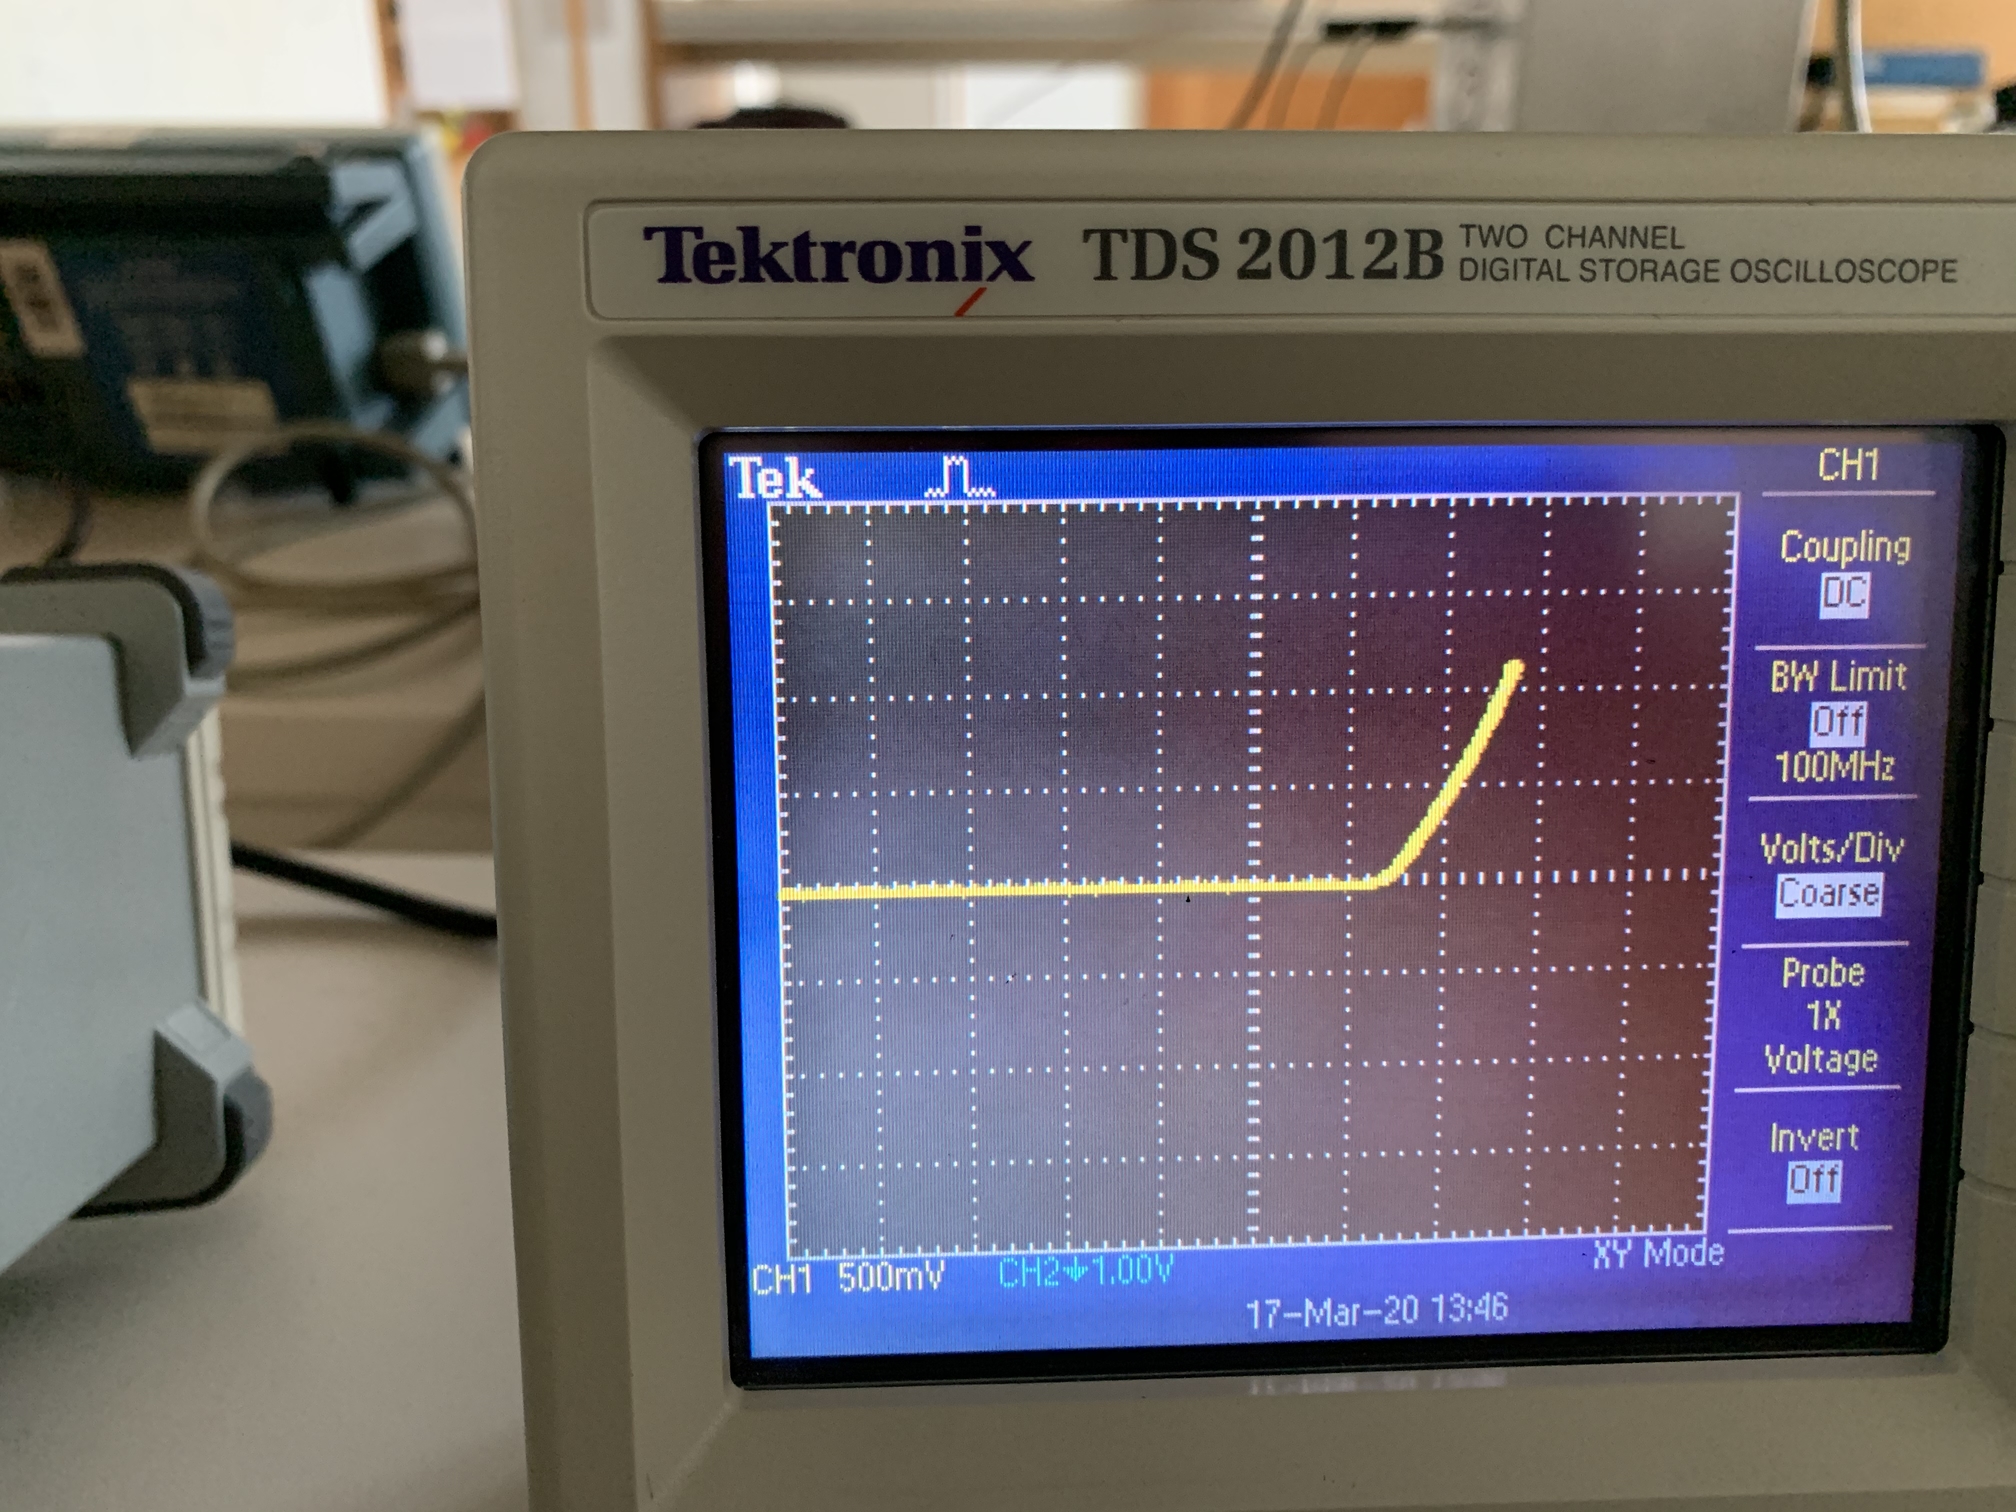 Tektronix TDS 2012B TWO CHANNEL
DIGITAL STORAGE OSCILLOSCOPE
Tek
CH1
Coupling
DC
BW Limit
Off
100MHz
Volts/Div
Coarse
Probe
1X
Voltage
Invert
Off
CH1 500mV CH2 1.00V XY Mode
17-Mar-20 13:46